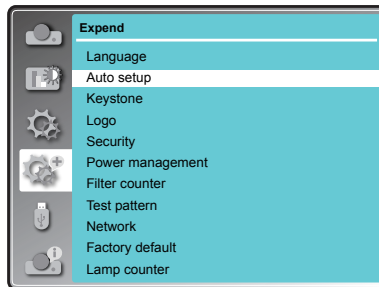 Expend
Language
Auto setup
Keystone
Logo
Security
Power management
Filter counter
Test pattern
Network
Factory default
Lamp counter